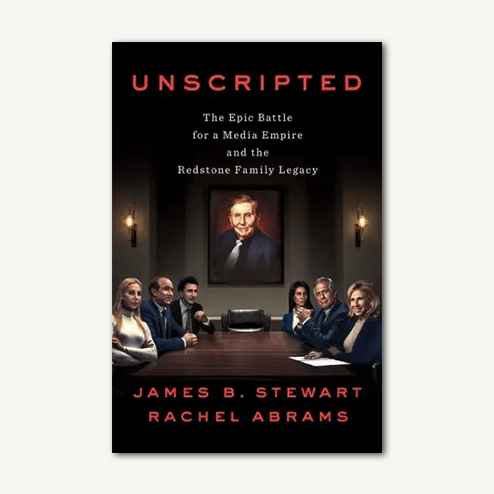 UNSCRIPTED
The Epic Battle
for a Media Empire
and the
Redstone Family Legacy
JAMES B. STEWART
RACHEL ABRAMS